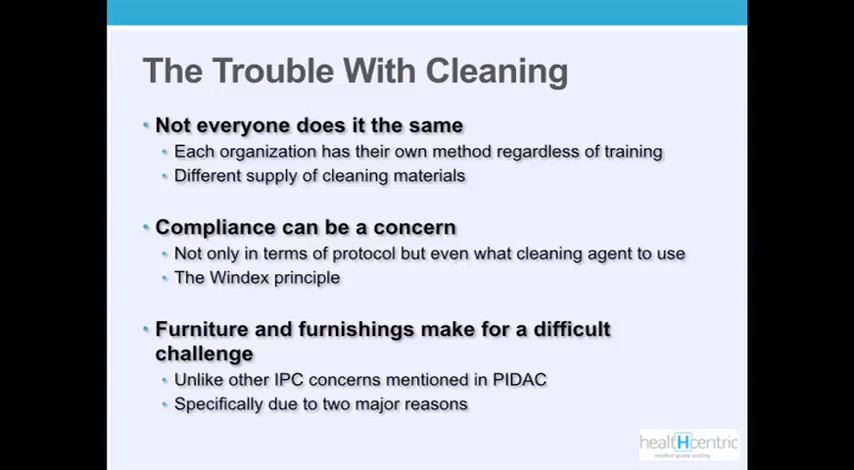 The Trouble With Cleaning
• Not everyone does it the same
• Each organization has their own method regardless of training
• Different supply of cleaning materials
• Compliance can be a concern
• Not only in terms of protocol but even what cleaning agent to use
• The Windex principle
• Furniture and furnishings make for a difficult
challenge
• Unlike other IPC concerns mentioned in PIDAC
• Specifically due to two major reasons
healtHcentric
medical grade seating